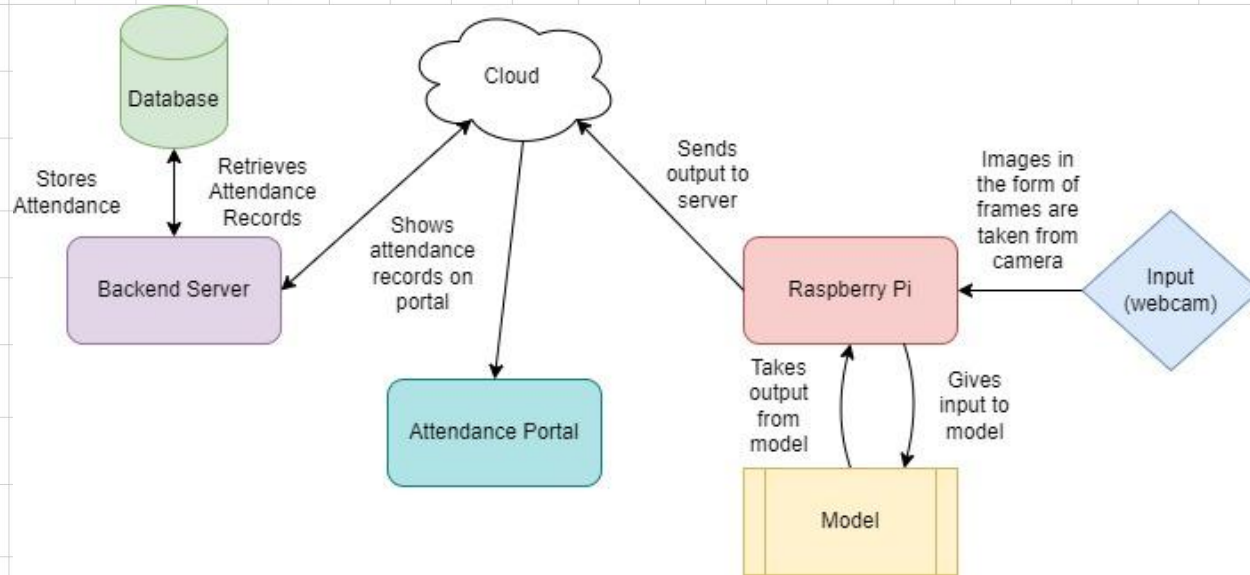 Database
Cloud
Stores
Attendance
Retrieves
Attendance
Records
Backend Server
Shows
attendance
records on
portal
Attendance Portal
Sends
output to
server
Raspberry Pi
Images in
the form of
frames are
taken from
camera
Input
(webcam)
Takes
output
from
model
Gives
input to
model
Model